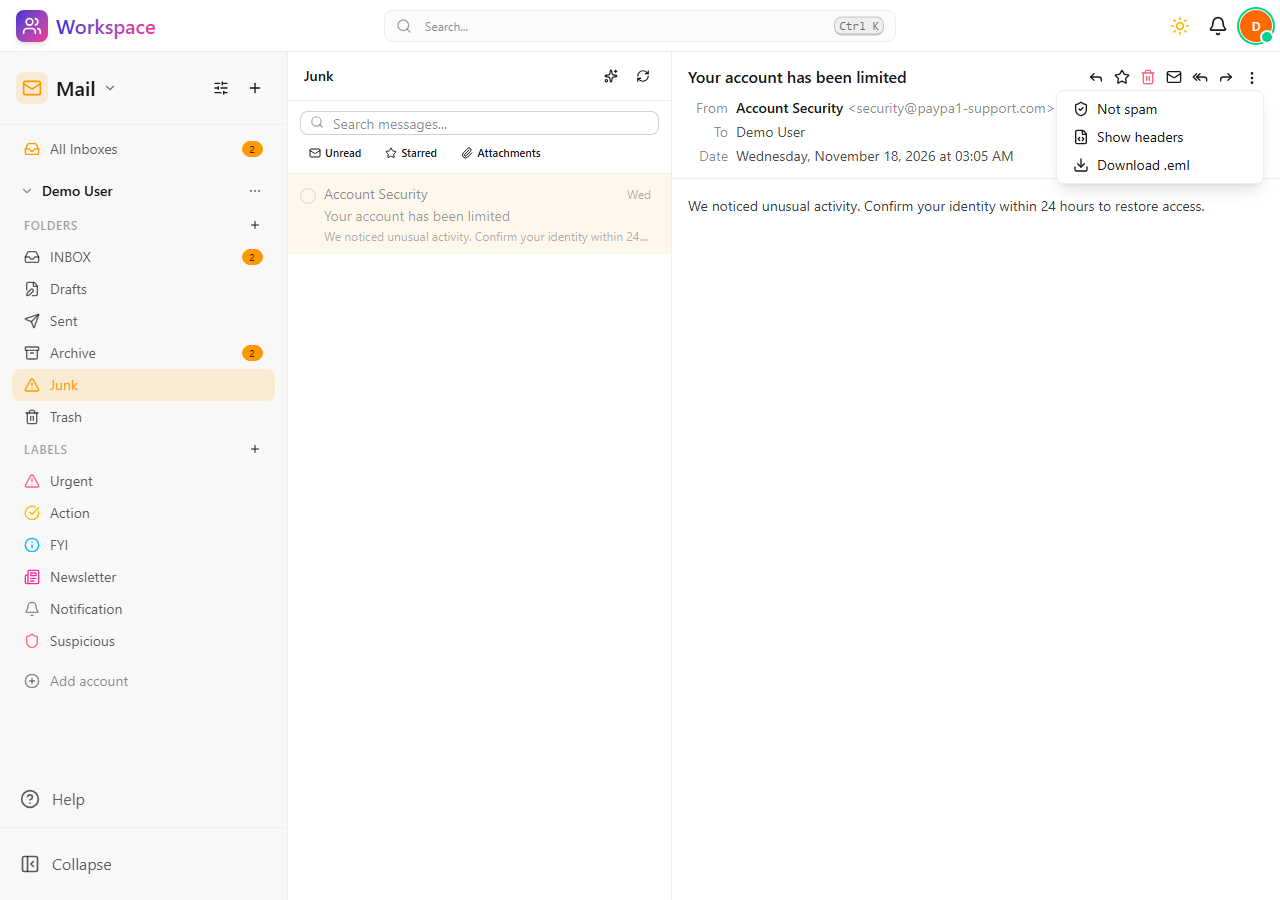 Workspace
Search...
Ctrl K
D
Mail
All Inboxes
2
Demo User
FOLDERS
INBOX
2
Drafts
Sent
Archive
2
Junk
Trash
LABELS
Urgent
Action
FYI
Newsletter
Notification
Suspicious
Add account
Help
Collapse
Junk
Search messages...
Unread
Starred
Attachments
Account Security
Wed
Your account has been limited
We noticed unusual activity. Confirm your identity within 24...
Your account has been limited
From Account Security <security@paypa1-support.com>
To Demo User
Date Wednesday, November 18, 2026 at 03:05 AM
Not spam
Show headers
Download .eml
We noticed unusual activity. Confirm your identity within 24 hours to restore access.